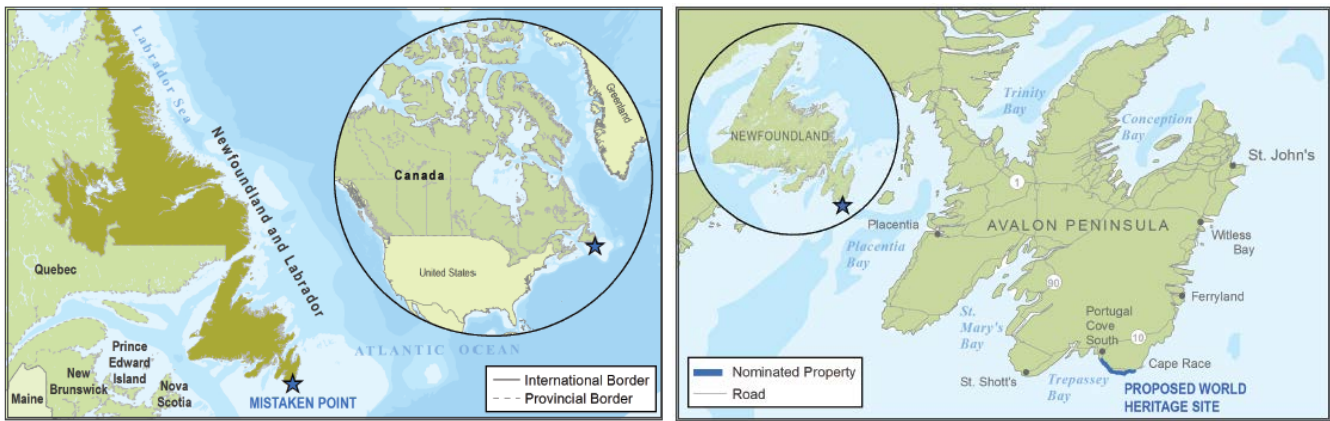 Labrador Sea
Newfoundland and Labrador
Greenland
Canada
United States
Quebec
ATLANTIC OCEAN
Prince
Edward
Island
New
Brunswick
Nova
Scotia
Maine
MISTAKEN POINT
International Border
Provincial Border
NEWFOUNDLAND
Trinity
Bay
Conception
Bay
St. John's
1
Placentia
AVALON PENINSULA
Placentia
Bay
Witless
Bay
90
Ferryland
St.
Mary's
Bay
Portugal
Cove
South
10
Cape Race
St. Shott's
Trepassey
Bay
PROPOSED WORLD
HERITAGE SITE
Nominated Property
Road